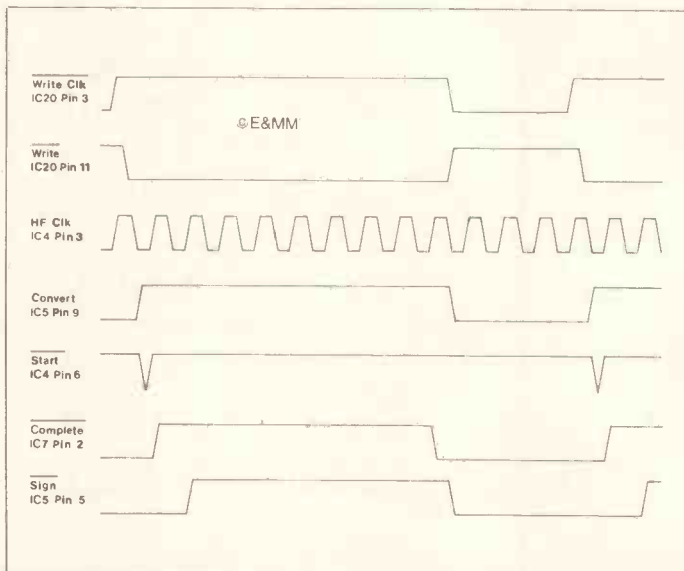 Write Clk
IC20 Pin 3
© E&MM
Write
IC20 Pin 11
HF Clk
IC4 Pin 3
Convert
IC5 Pin 9
Start
IC4 Pin 6
Complete
IC7 Pin 2
Sign
IC5 Pin 5